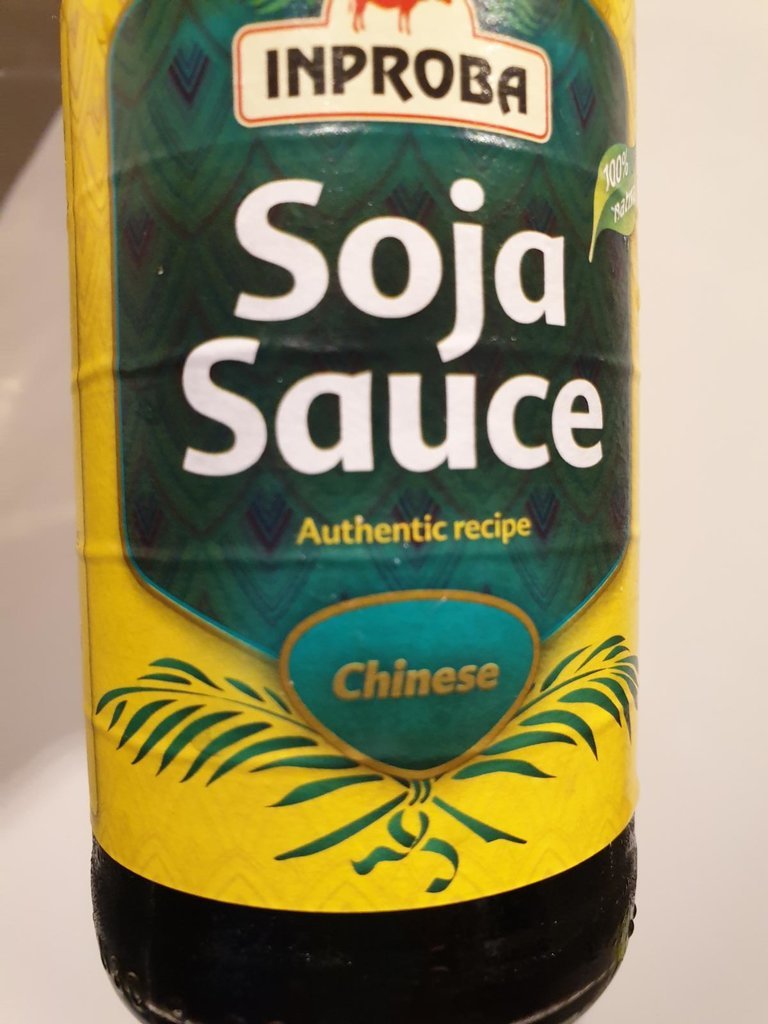 INPROBA
100%
Soja
Sauce
Authentic recipe
Chinese